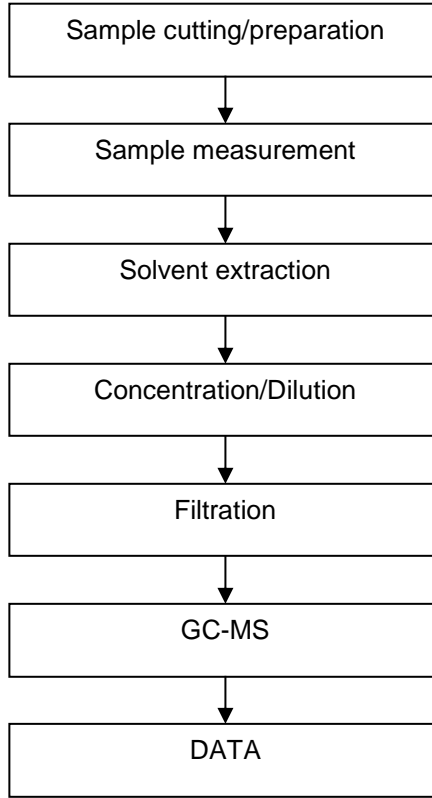 Sample cutting/preparation
Sample measurement
Solvent extraction
Concentration/Dilution
Filtration
GC-MS
DATA